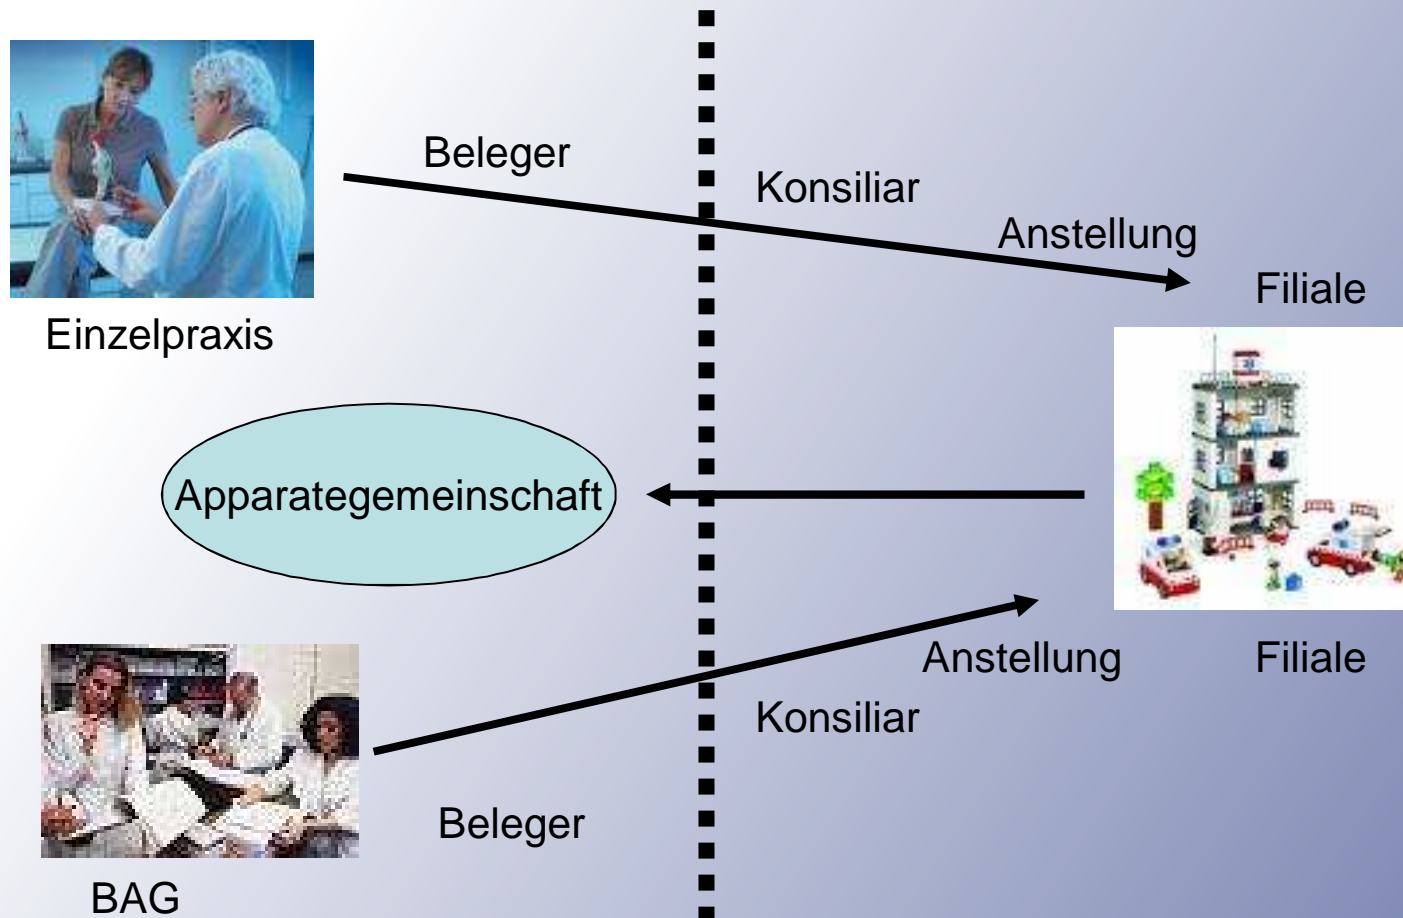 Beleger
Konsiliar
Anstellung
Filiale
Einzelpraxis
Apparategemeinschaft
Anstellung
Filiale
Konsiliar
Beleger
BAG